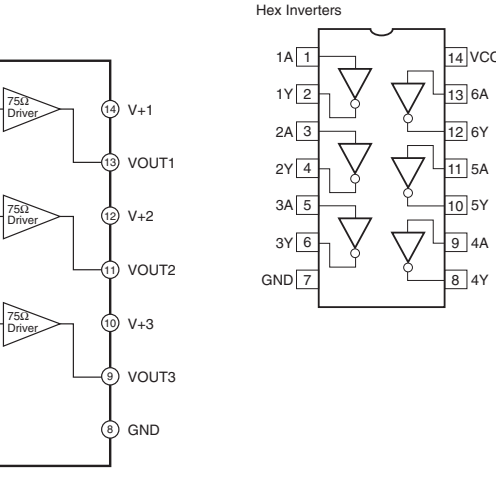 Hex Inverters
75Ω
Driver
14 V+1
13 VOUT1
75Ω
Driver
12 V+2
11 VOUT2
75Ω
Driver
10 V+3
9 VOUT3
8 GND
1A 1
1Y 2
2A 3
2Y 4
3A 5
3Y 6
GND 7
14 VCC
13 6A
12 6Y
11 5A
10 5Y
9 4A
8 4Y